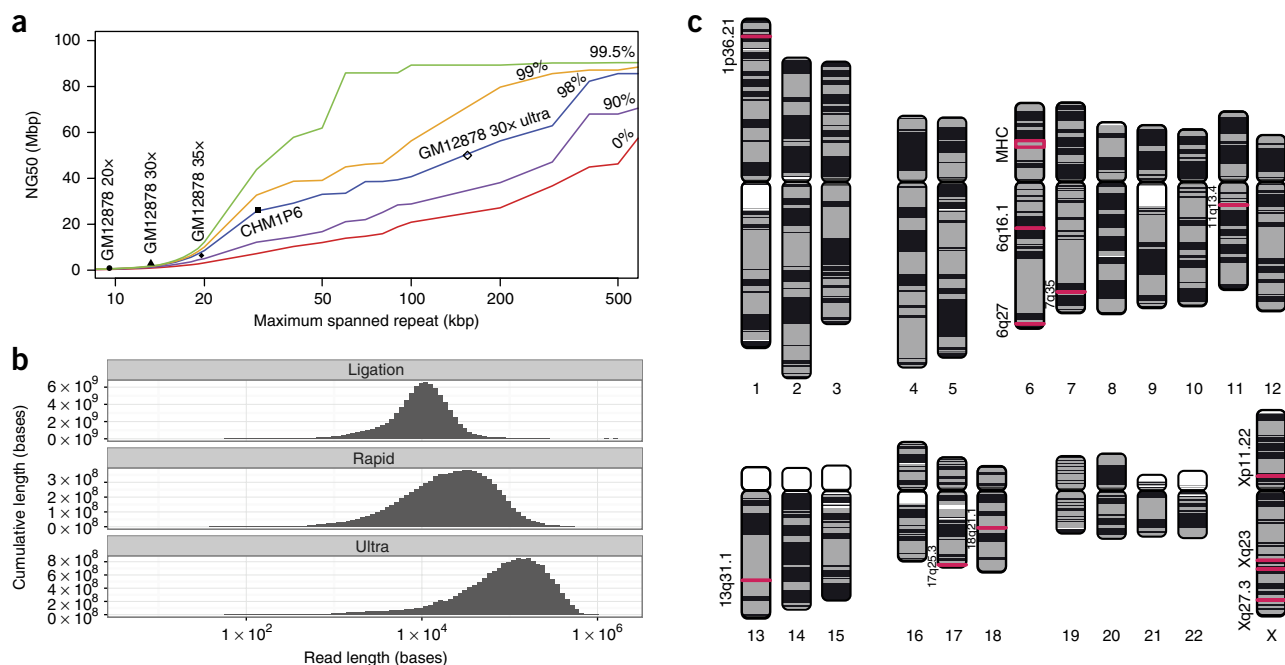 a
100
80
60
40
20
0
NG50 (Mbp)
10
20
50
100
200
500
Maximum spanned repeat (kbp)
GM12878 20×
GM12878 30×
GM12878 35×
CHM1P6
GM12878 30× ultra
99.5%
99%
98%
90%
0%
b
Ligation
6 × 10⁹
4 × 10⁹
2 × 10⁹
0 × 10⁰
Rapid
3 × 10⁸
2 × 10⁸
1 × 10⁸
0 × 10⁰
Ultra
8 × 10⁸
6 × 10⁸
4 × 10⁸
2 × 10⁸
0 × 10⁰
Cumulative length (bases)
1 × 10²
1 × 10⁴
1 × 10⁶
Read length (bases)
c
1p36.21
MHC
6q16.1
6q27
7q35
11q13.4
1 2 3 4 5 6 7 8 9 10 11 12
13q31.1
17q25.3
18q21.1
Xp11.22
Xq23
Xq27.3
13 14 15 16 17 18 19 20 21 22 X